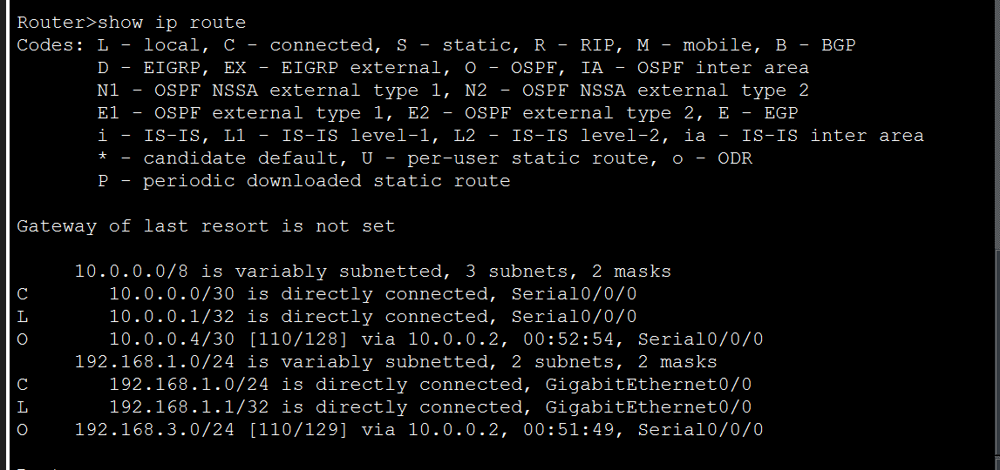 Router>show ip route
Codes: L - local, C - connected, S - static, R - RIP, M - mobile, B - BGP
       D - EIGRP, EX - EIGRP external, O - OSPF, IA - OSPF inter area
       N1 - OSPF NSSA external type 1, N2 - OSPF NSSA external type 2
       E1 - OSPF external type 1, E2 - OSPF external type 2, E - EGP
       i - IS-IS, L1 - IS-IS level-1, L2 - IS-IS level-2, ia - IS-IS inter area
       * - candidate default, U - per-user static route, o - ODR
       P - periodic downloaded static route

Gateway of last resort is not set

     10.0.0.0/8 is variably subnetted, 3 subnets, 2 masks
C       10.0.0.0/30 is directly connected, Serial0/0/0
L       10.0.0.1/32 is directly connected, Serial0/0/0
O       10.0.0.4/30 [110/128] via 10.0.0.2, 00:52:54, Serial0/0/0
     192.168.1.0/24 is variably subnetted, 2 subnets, 2 masks
C       192.168.1.0/24 is directly connected, GigabitEthernet0/0
L       192.168.1.1/32 is directly connected, GigabitEthernet0/0
O    192.168.3.0/24 [110/129] via 10.0.0.2, 00:51:49, Serial0/0/0